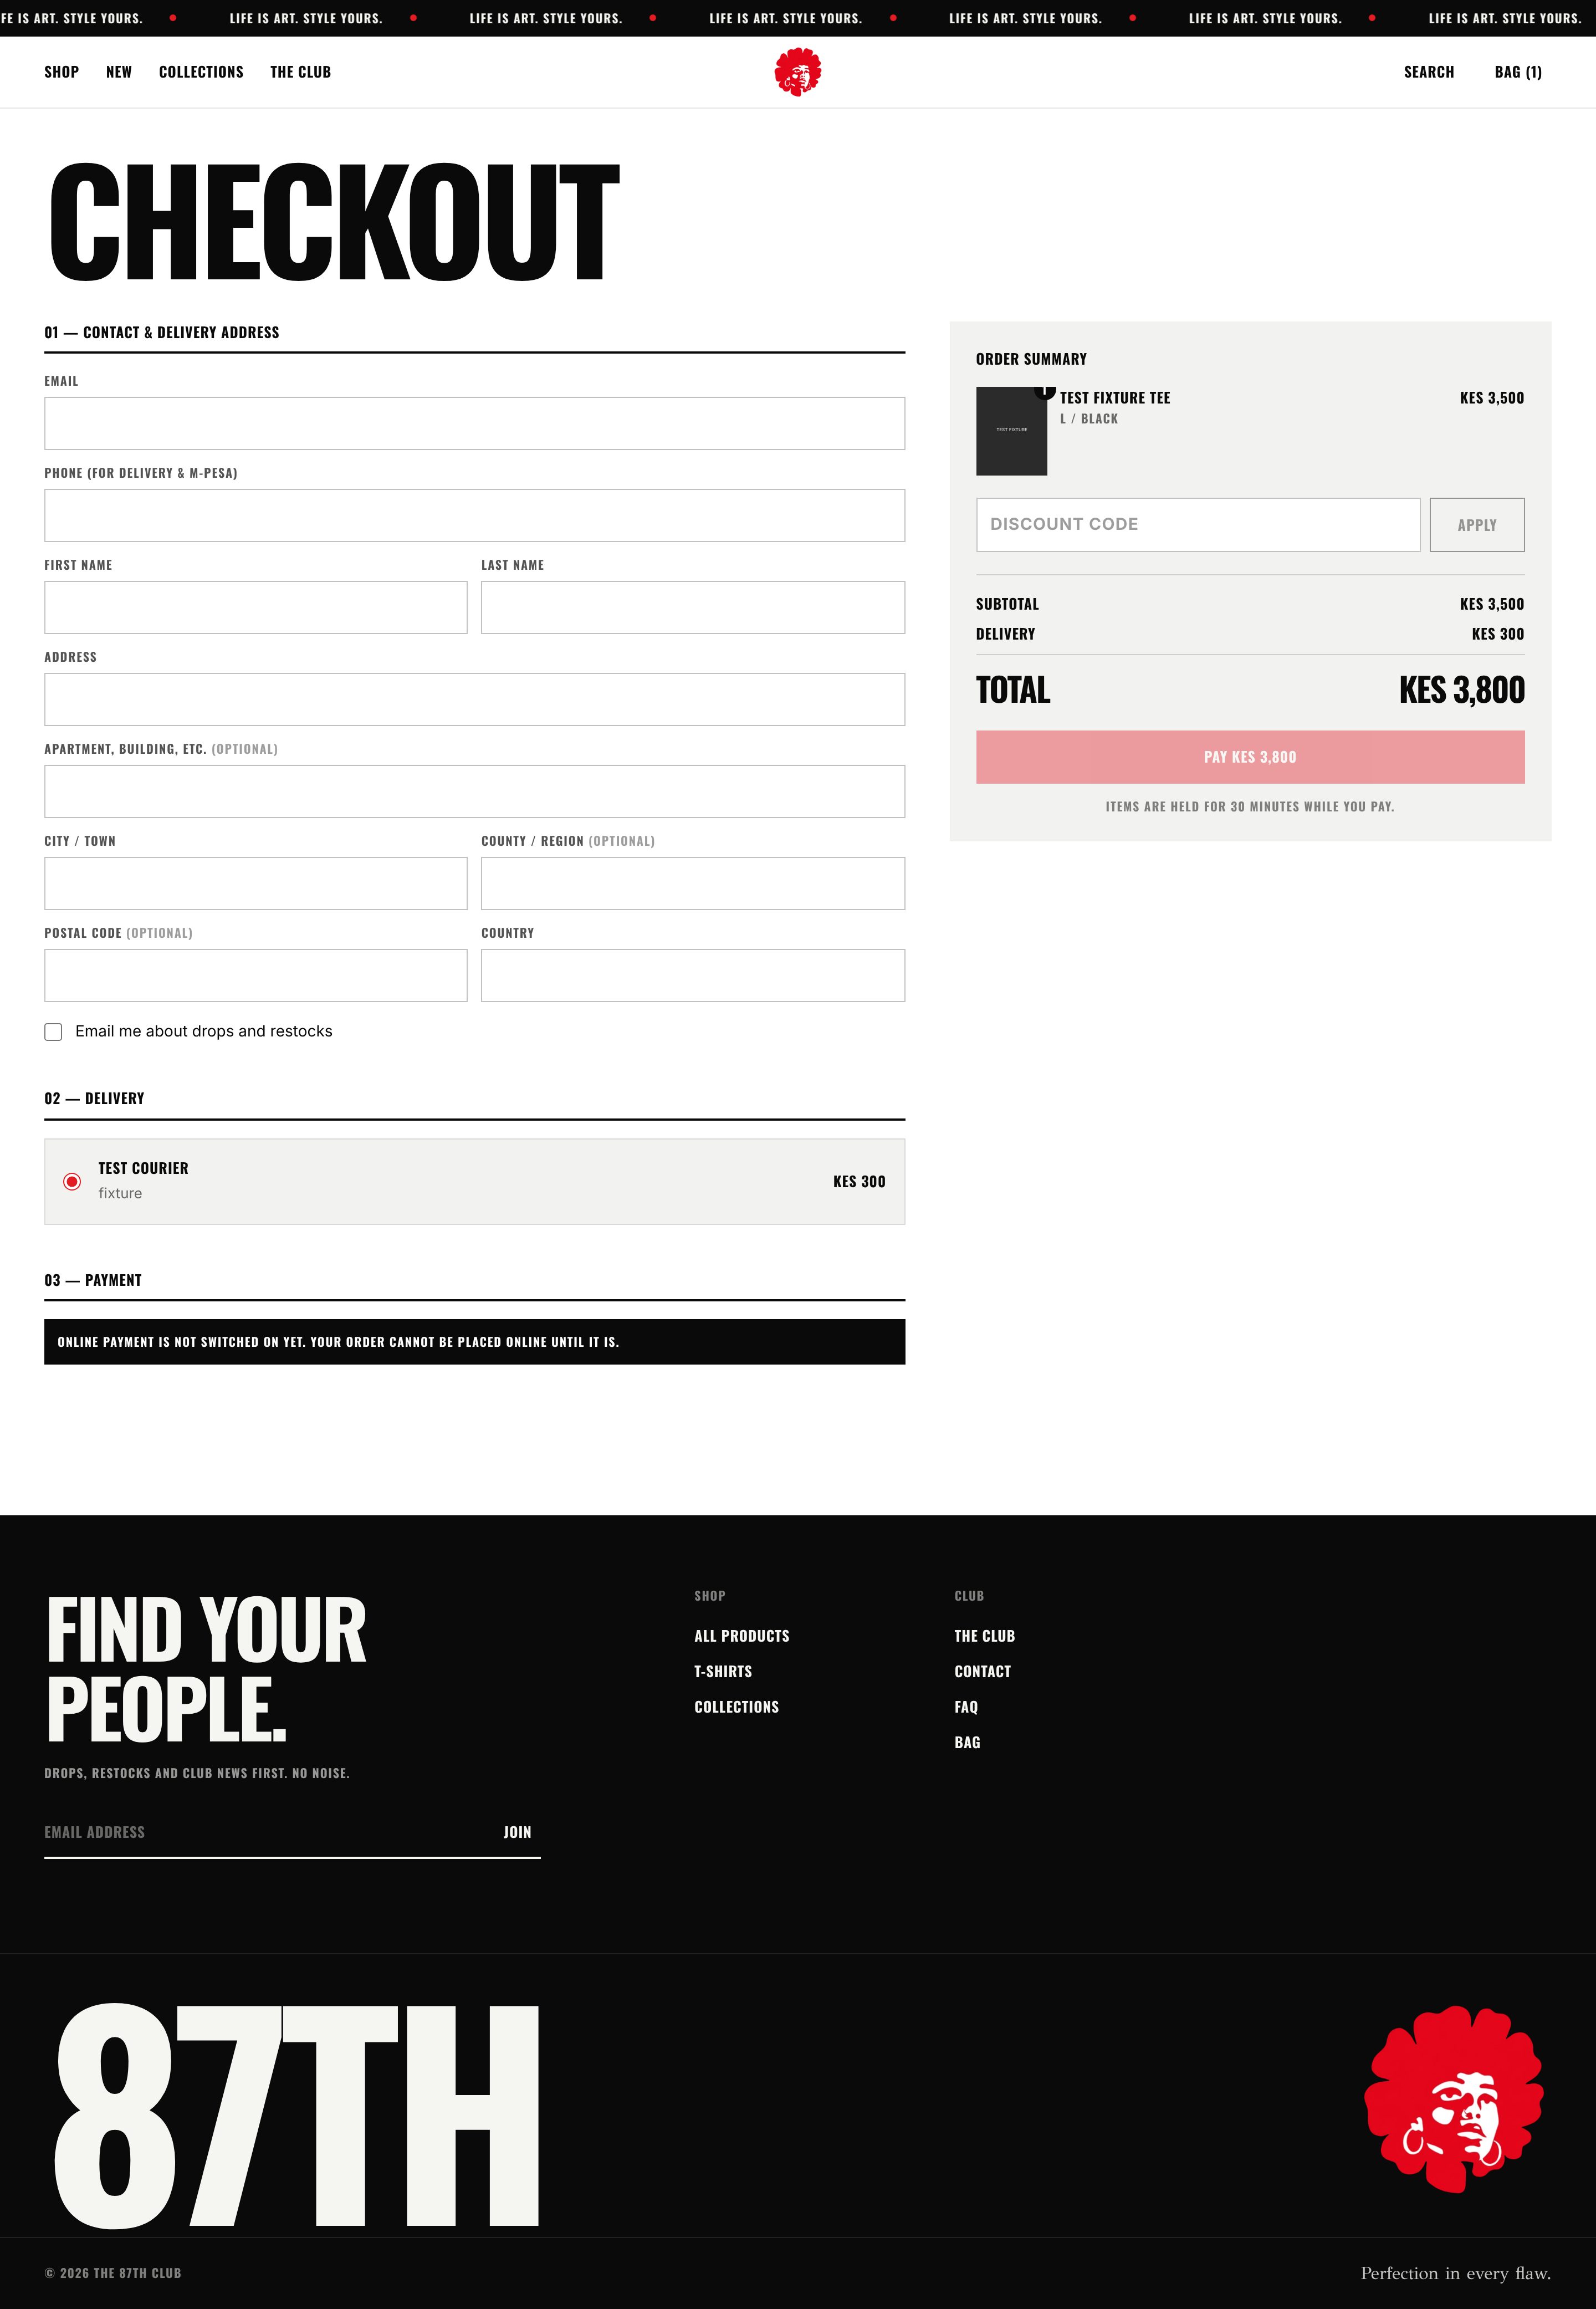 FE IS ART. STYLE YOURS. LIFE IS ART. STYLE YOURS. LIFE IS ART. STYLE YOURS. LIFE IS ART. STYLE YOURS. LIFE IS ART. STYLE YOURS. LIFE IS ART. STYLE YOURS. LIFE IS ART. STYLE YOURS.
SHOP NEW COLLECTIONS THE CLUB SEARCH BAG (1)
CHECKOUT
01 — CONTACT & DELIVERY ADDRESS
EMAIL
PHONE (FOR DELIVERY & M-PESA)
FIRST NAME LAST NAME
ADDRESS
APARTMENT, BUILDING, ETC. (OPTIONAL)
CITY / TOWN COUNTY / REGION (OPTIONAL)
POSTAL CODE (OPTIONAL) COUNTRY
Email me about drops and restocks
02 — DELIVERY
TEST COURIER KES 300
fixture
03 — PAYMENT
ONLINE PAYMENT IS NOT SWITCHED ON YET. YOUR ORDER CANNOT BE PLACED ONLINE UNTIL IT IS.
ORDER SUMMARY
TEST FIXTURE
TEST FIXTURE TEE KES 3,500
L / BLACK
DISCOUNT CODE APPLY
SUBTOTAL KES 3,500
DELIVERY KES 300
TOTAL KES 3,800
PAY KES 3,800
ITEMS ARE HELD FOR 30 MINUTES WHILE YOU PAY.
FIND YOUR
PEOPLE.
DROPS, RESTOCKS AND CLUB NEWS FIRST. NO NOISE.
EMAIL ADDRESS JOIN
SHOP
ALL PRODUCTS
T-SHIRTS
COLLECTIONS
CLUB
THE CLUB
CONTACT
FAQ
BAG
87TH
© 2026 THE 87TH CLUB Perfection in every flaw.